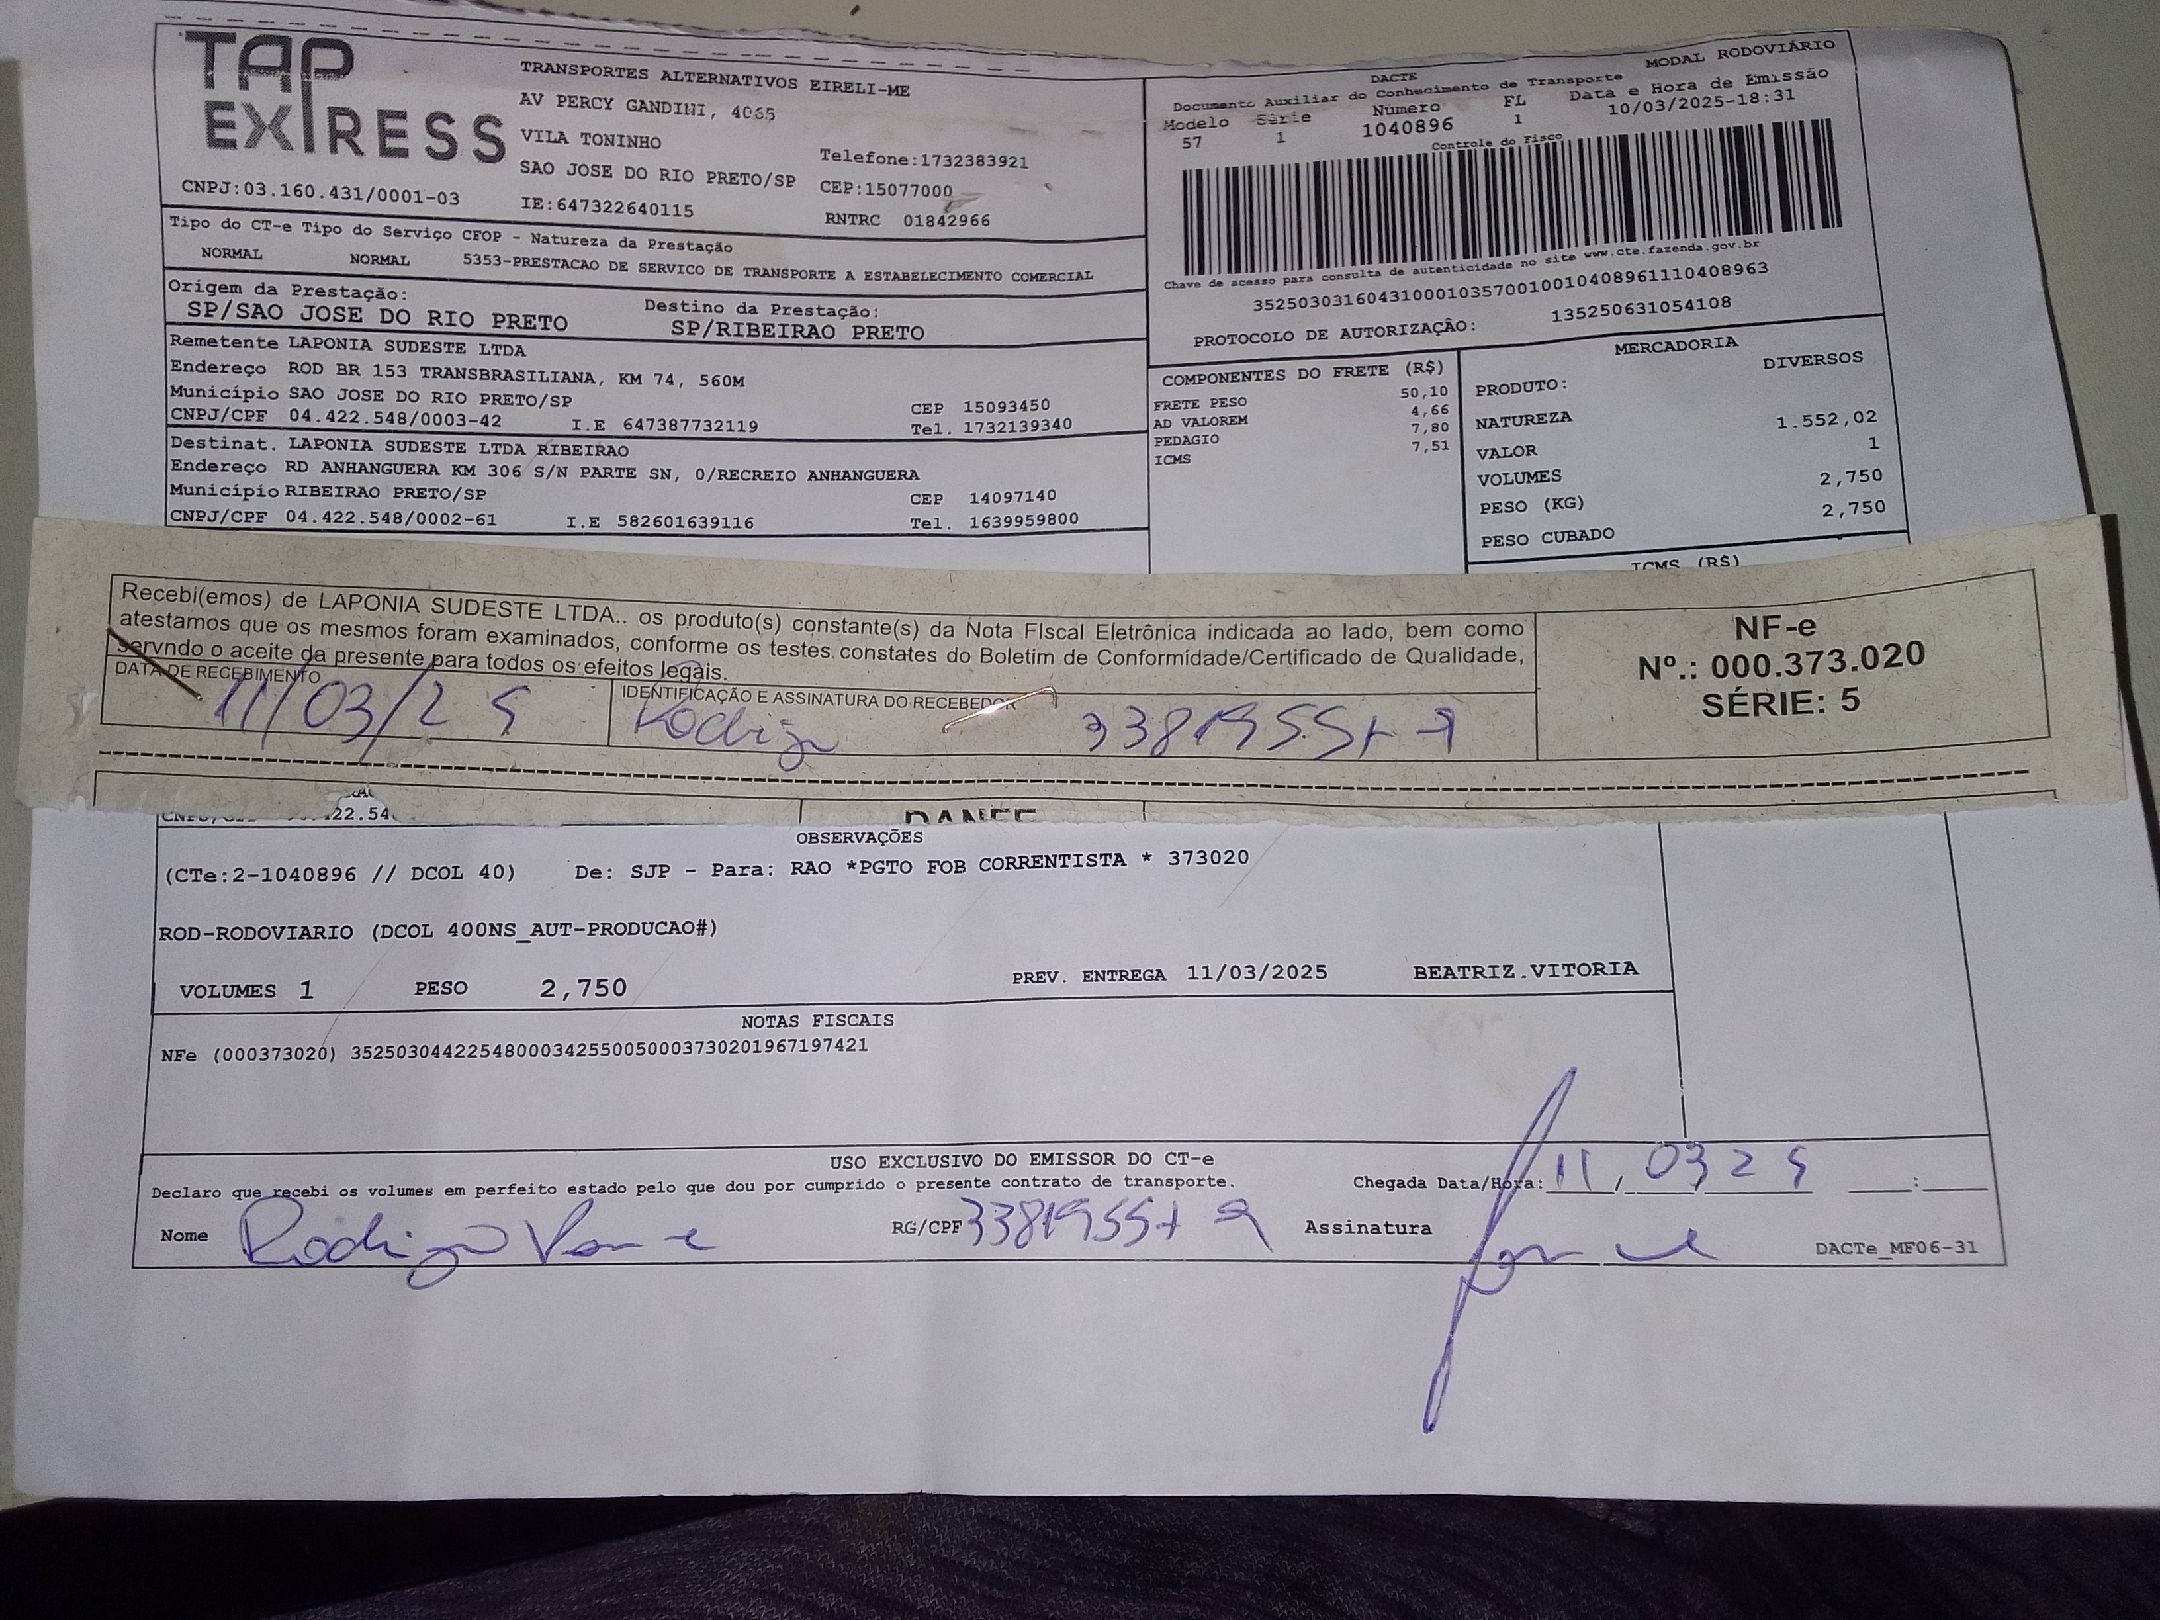 TAP EXPRESS
TRANSPORTES ALTERNATIVOS EIRELI-ME
AV PERCY GANDINI, 4065
VILA TONINHO
Telefone:1732383921
SAO JOSE DO RIO PRETO/SP CEP:15077000
CNPJ:03.160.431/0001-03 IE:647322640115 RNTRC 01842966
Tipo do CT-e Tipo do Serviço CFOP - Natureza da Prestação
NORMAL NORMAL 5353-PRESTACAO DE SERVICO DE TRANSPORTE A ESTABELECIMENTO COMERCIAL
Origem da Prestação: Destino da Prestação:
SP/SAO JOSE DO RIO PRETO SP/RIBEIRAO PRETO
Remetente LAPONIA SUDESTE LTDA
Endereço ROD BR 153 TRANSBRASILIANA, KM 74, 560M
Município SAO JOSE DO RIO PRETO/SP CEP 15093450
CNPJ/CPF 04.422.548/0003-42 I.E 647387732119 Tel. 1732139340
Destinat. LAPONIA SUDESTE LTDA RIBEIRAO
Endereço RD ANHANGUERA KM 306 S/N PARTE SN, 0/RECREIO ANHANGUERA
Município RIBEIRAO PRETO/SP CEP 14097140
CNPJ/CPF 04.422.548/0002-61 I.E 582601639116 Tel. 1639959800
DACTE MODAL RODOVIÁRIO
Documento Auxiliar do Conhecimento de Transporte
Modelo Série Número FL Data e Hora de Emissão
57 1 1040896 1 10/03/2025-18:31
Controle do Fisco
Chave de acesso para consulta de autenticidade no site www.cte.fazenda.gov.br
35250303160431000103570010010408961110408963
PROTOCOLO DE AUTORIZAÇÃO: 135250631054108
COMPONENTES DO FRETE (R$)
FRETE PESO 50,10
AD VALOREM 4,66
PEDAGIO 7,80
ICMS 7,51
MERCADORIA
PRODUTO: DIVERSOS
NATUREZA
VALOR 1.552,02
VOLUMES 1
PESO (KG) 2,750
PESO CUBADO 2,750
ICMS (R$)
Recebi(emos) de LAPONIA SUDESTE LTDA.. os produto(s) constante(s) da Nota FIscal Eletrônica indicada ao lado, bem como
atestamos que os mesmos foram examinados, conforme os testes constates do Boletim de Conformidade/Certificado de Qualidade,
servndo o aceite da presente para todos os efeitos legais.
DATA DE RECEBIMENTO
11/03/25
IDENTIFICAÇÃO E ASSINATURA DO RECEBEDOR
Rodrigo
NF-e
Nº.: 000.373.020
SÉRIE: 5
DANFE
OBSERVAÇÕES
(CTe:2-1040896 // DCOL 40) De: SJP - Para: RAO *PGTO FOB CORRENTISTA * 373020
ROD-RODOVIARIO (DCOL 400NS_AUT-PRODUCAO#)
VOLUMES 1 PESO 2,750 PREV. ENTREGA 11/03/2025 BEATRIZ.VITORIA
NOTAS FISCAIS
NFe (000373020) 35250304422548000342550050003730201967197421
USO EXCLUSIVO DO EMISSOR DO CT-e
Declaro que recebi os volumes em perfeito estado pelo que dou por cumprido o presente contrato de transporte. Chegada Data/Hora: 11/03 25 :
Nome Rodrigo RG/CPF Assinatura
DACTe_MF06-31